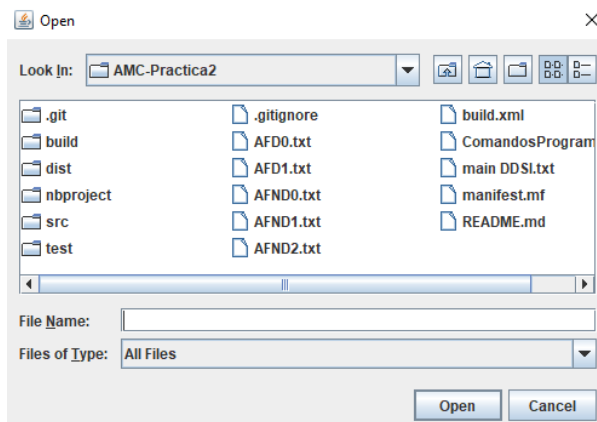 Open
Look In: AMC-Practica2
.git
build
dist
nbproject
src
test
.gitignore
AFD0.txt
AFD1.txt
AFND0.txt
AFND1.txt
AFND2.txt
build.xml
ComandosProgram
main DDSI.txt
manifest.mf
README.md
File Name:
Files of Type: All Files
Open Cancel